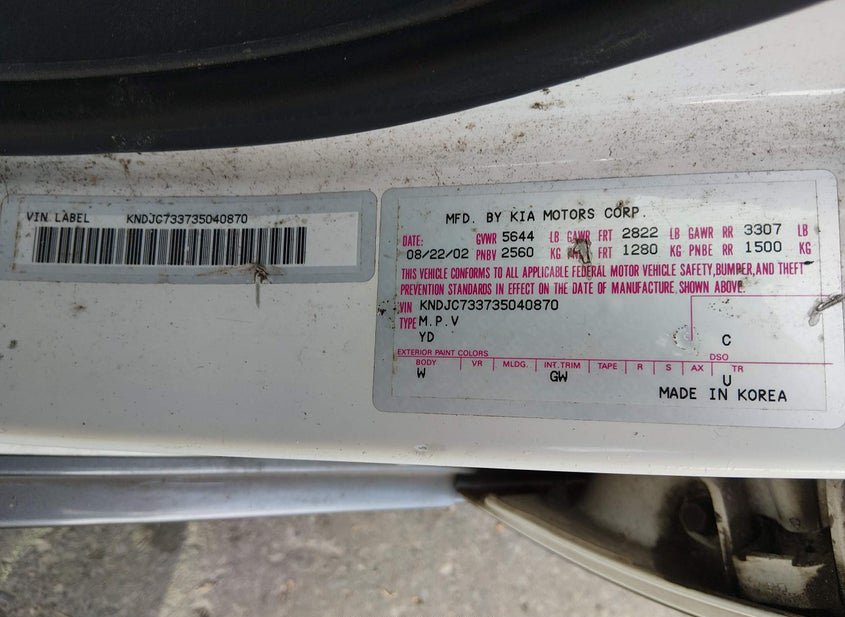 VIN LABEL KNDJC733735040870
MFD. BY KIA MOTORS CORP.
DATE: GVWR 5644 LB GAWR FRT 2822 LB GAWR RR 3307 LB
08/22/02 PNBV 2560 KG FRT 1280 KG PNBE RR 1500 KG
THIS VEHICLE CONFORMS TO ALL APPLICABLE FEDERAL MOTOR VEHICLE SAFETY,BUMPER,AND THEFT
PREVENTION STANDARDS IN EFFECT ON THE DATE OF MANUFACTURE SHOWN ABOVE.
VIN KNDJC733735040870
TYPE M.P.V
YD C
EXTERIOR PAINT COLORS DSO
BODY VR MLDG. INT.TRIM TAPE R S AX TR
W GW U
MADE IN KOREA